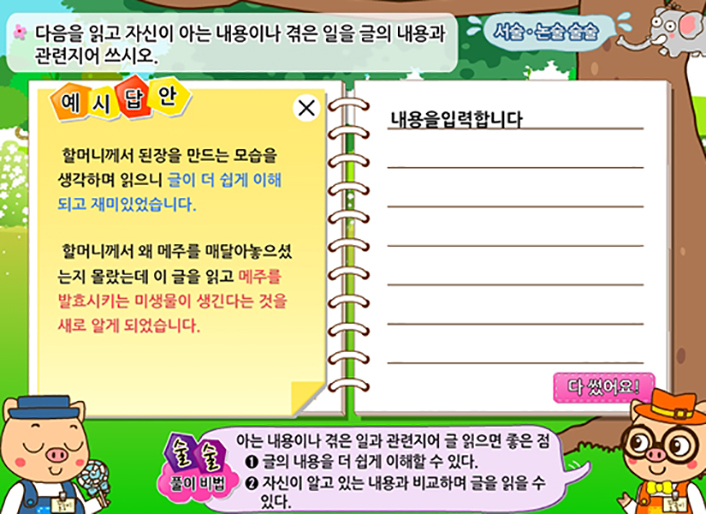 다음을 읽고 자신이 아는 내용이나 겪은 일을 글의 내용과
관련지어 쓰시오.
서술·논술 술술
예시답안
할머니께서 된장을 만드는 모습을
생각하며 읽으니 글이 더 쉽게 이해
되고 재미있었습니다.
할머니께서 왜 메주를 매달아놓으셨
는지 몰랐는데 이 글을 읽고 메주를
발효시키는 미생물이 생긴다는 것을
새로 알게 되었습니다.
내용을입력합니다
다 썼어요!
술술
풀이 비법
아는 내용이나 겪은 일과 관련지어 글 읽으면 좋은 점
❶ 글의 내용을 더 쉽게 이해할 수 있다.
❷ 자신이 알고 있는 내용과 비교하며 글을 읽을 수
있다.